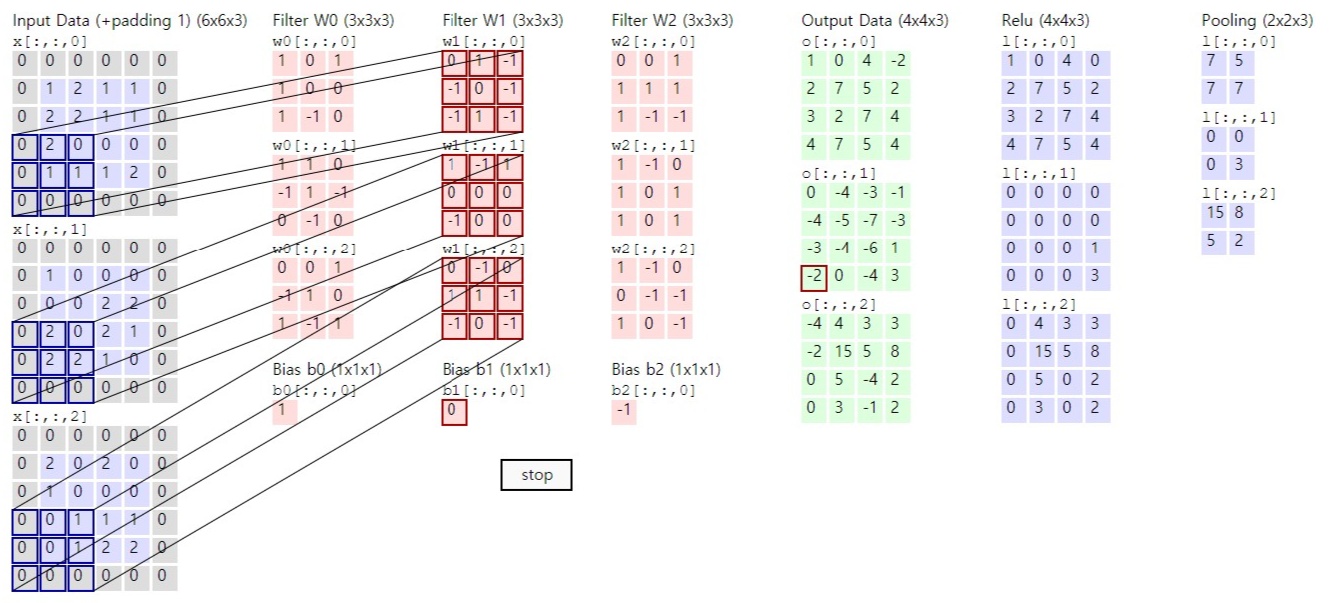 Input Data (+padding 1) (6x6x3)
x[:,:,0]
0 0 0 0 0 0
0 1 2 1 1 0
0 2 2 1 1 0
0 2 0 0 0 0
0 1 1 1 2 0
0 0 0 0 0 0
x[:,:,1]
0 0 0 0 0 0
0 1 0 0 0 0
0 0 0 2 2 0
0 2 0 2 1 0
0 2 2 1 0 0
0 0 0 0 0 0
x[:,:,2]
0 0 0 0 0 0
0 2 0 2 0 0
0 1 0 0 0 0
0 0 1 1 1 0
0 0 1 2 2 0
0 0 0 0 0 0
Filter W0 (3x3x3)
w0[:,:,0]
1 0 1
1 0 0
1 -1 0
w0[:,:,1]
1 1 0
-1 1 -1
0 -1 0
w0[:,:,2]
0 0 1
-1 1 0
1 -1 1
Bias b0 (1x1x1)
b0[:,:,0]
1
Filter W1 (3x3x3)
w1[:,:,0]
0 1 -1
-1 0 -1
-1 1 -1
w1[:,:,1]
1 -1 1
0 0 0
-1 0 0
w1[:,:,2]
0 -1 0
1 1 -1
-1 0 -1
Bias b1 (1x1x1)
b1[:,:,0]
0
stop
Filter W2 (3x3x3)
w2[:,:,0]
0 0 1
1 1 1
1 -1 -1
w2[:,:,1]
1 -1 0
1 0 1
1 0 1
w2[:,:,2]
1 -1 0
0 -1 -1
1 0 -1
Bias b2 (1x1x1)
b2[:,:,0]
-1
Output Data (4x4x3)
o[:,:,0]
1 0 4 -2
2 7 5 2
3 2 7 4
4 7 5 4
o[:,:,1]
0 -4 -3 -1
-4 -5 -7 -3
-3 -4 -6 1
-2 0 -4 3
o[:,:,2]
-4 4 3 3
-2 15 5 8
0 5 -4 2
0 3 -1 2
Relu (4x4x3)
l[:,:,0]
1 0 4 0
2 7 5 2
3 2 7 4
4 7 5 4
l[:,:,1]
0 0 0 0
0 0 0 0
0 0 0 1
0 0 0 3
l[:,:,2]
0 4 3 3
0 15 5 8
0 5 0 2
0 3 0 2
Pooling (2x2x3)
l[:,:,0]
7 5
7 7
l[:,:,1]
0 0
0 3
l[:,:,2]
15 8
5 2